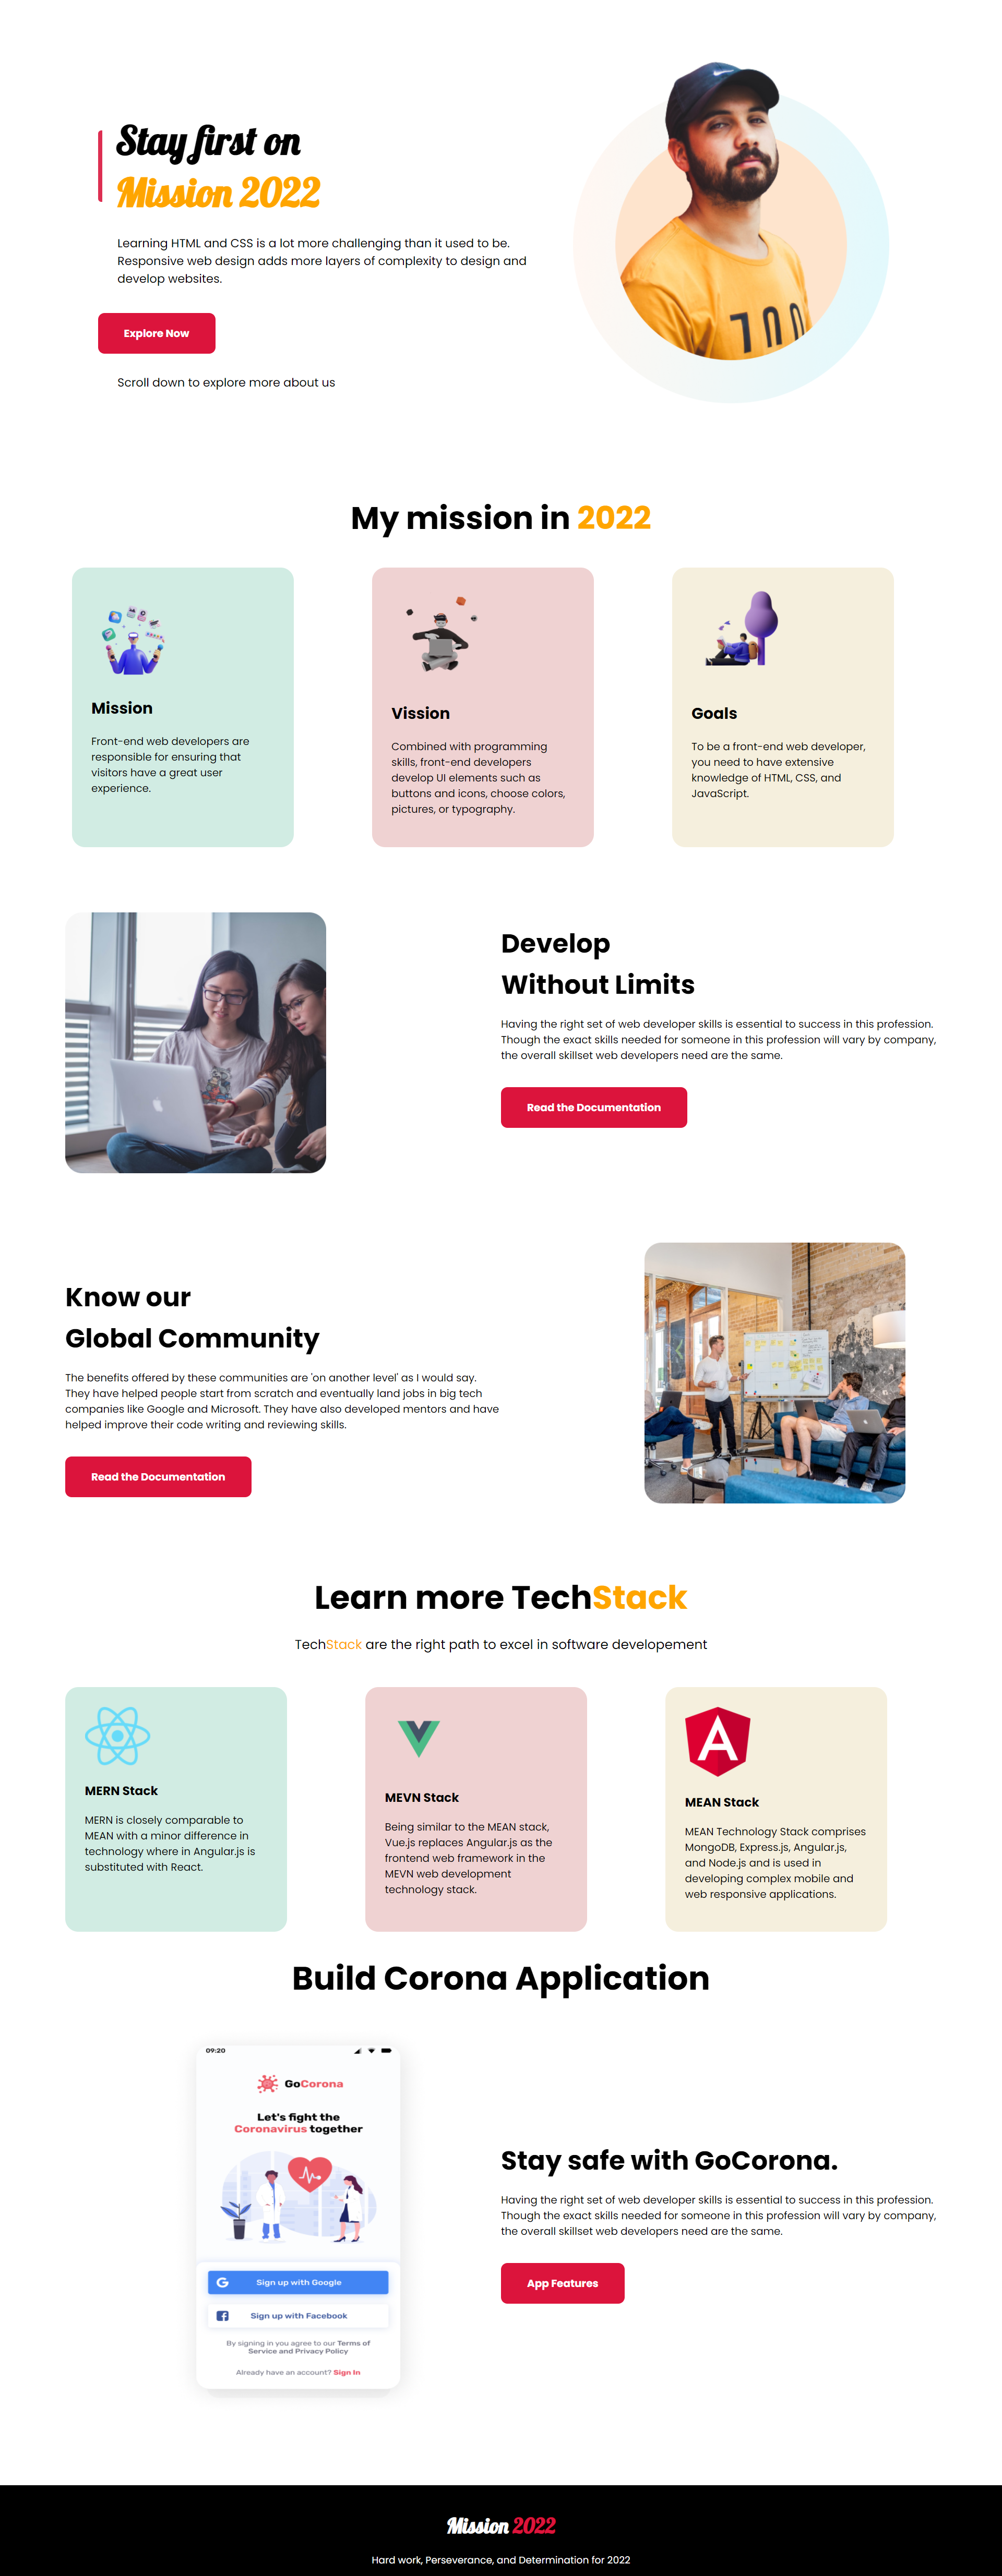 Stay first on
Mission 2022
Learning HTML and CSS is a lot more challenging than it used to be.
Responsive web design adds more layers of complexity to design and
develop websites.
Explore Now
Scroll down to explore more about us
My mission in 2022
Mission
Front-end web developers are
responsible for ensuring that
visitors have a great user
experience.
Vission
Combined with programming
skills, front-end developers
develop UI elements such as
buttons and icons, choose colors,
pictures, or typography.
Goals
To be a front-end web developer,
you need to have extensive
knowledge of HTML, CSS, and
JavaScript.
Develop
Without Limits
Having the right set of web developer skills is essential to success in this profession.
Though the exact skills needed for someone in this profession will vary by company,
the overall skillset web developers need are the same.
Read the Documentation
Know our
Global Community
The benefits offered by these communities are 'on another level' as I would say.
They have helped people start from scratch and eventually land jobs in big tech
companies like Google and Microsoft. They have also developed mentors and have
helped improve their code writing and reviewing skills.
Read the Documentation
Learn more TechStack
TechStack are the right path to excel in software developement
MERN Stack
MERN is closely comparable to
MEAN with a minor difference in
technology where in Angular.js is
substituted with React.
MEVN Stack
Being similar to the MEAN stack,
Vue.js replaces Angular.js as the
frontend web framework in the
MEVN web development
technology stack.
MEAN Stack
MEAN Technology Stack comprises
MongoDB, Express.js, Angular.js,
and Node.js and is used in
developing complex mobile and
web responsive applications.
Build Corona Application
09:20
GoCorona
Let's fight the
Coronavirus together
Sign up with Google
Sign up with Facebook
By signing in you agree to our Terms of
Service and Privacy Policy
Already have an account? Sign In
Stay safe with GoCorona.
Having the right set of web developer skills is essential to success in this profession.
Though the exact skills needed for someone in this profession will vary by company,
the overall skillset web developers need are the same.
App Features
Mission 2022
Hard work, Perseverance, and Determination for 2022